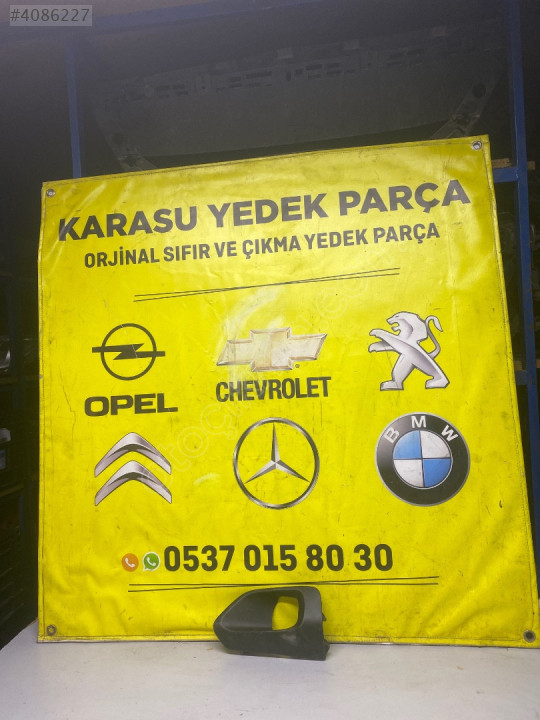 #4086227
KARASU YEDEK PARÇA
ORJİNAL SIFIR VE ÇIKMA YEDEK PARÇA
OPEL
CHEVROLET
BMW
0537 015 80 30